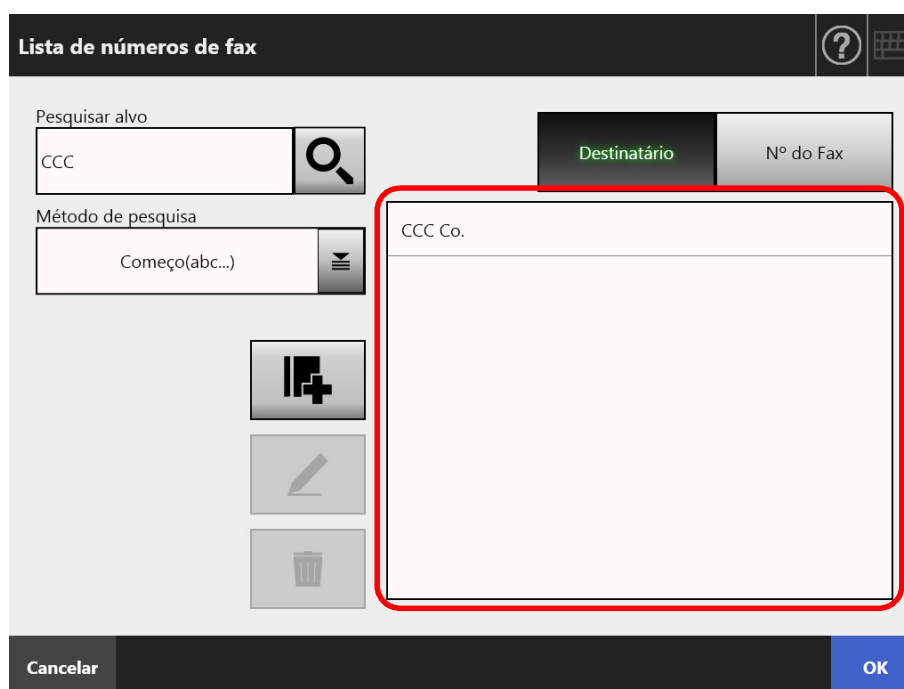 Lista de números de fax
Pesquisar alvo
CCC
Destinatário
Nº do Fax
Método de pesquisa
Começo(abc...)
CCC Co.
Cancelar
OK